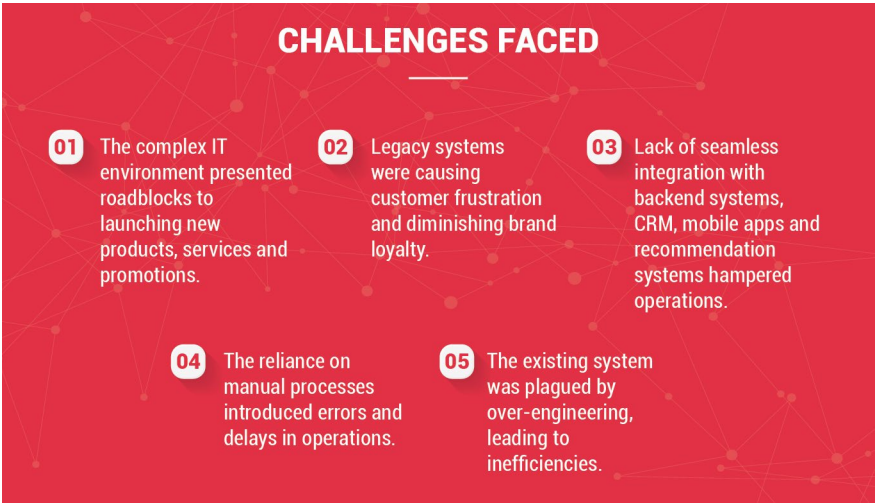 CHALLENGES FACED
01
The complex IT
environment presented
roadblocks to
launching new
products, services and
promotions.
02
Legacy systems
were causing
customer frustration
and diminishing brand
loyalty.
03
Lack of seamless
integration with
backend systems,
CRM, mobile apps and
recommendation
systems hampered
operations.
04
The reliance on
manual processes
introduced errors and
delays in operations.
05
The existing system
was plagued by
over-engineering,
leading to
inefficiencies.